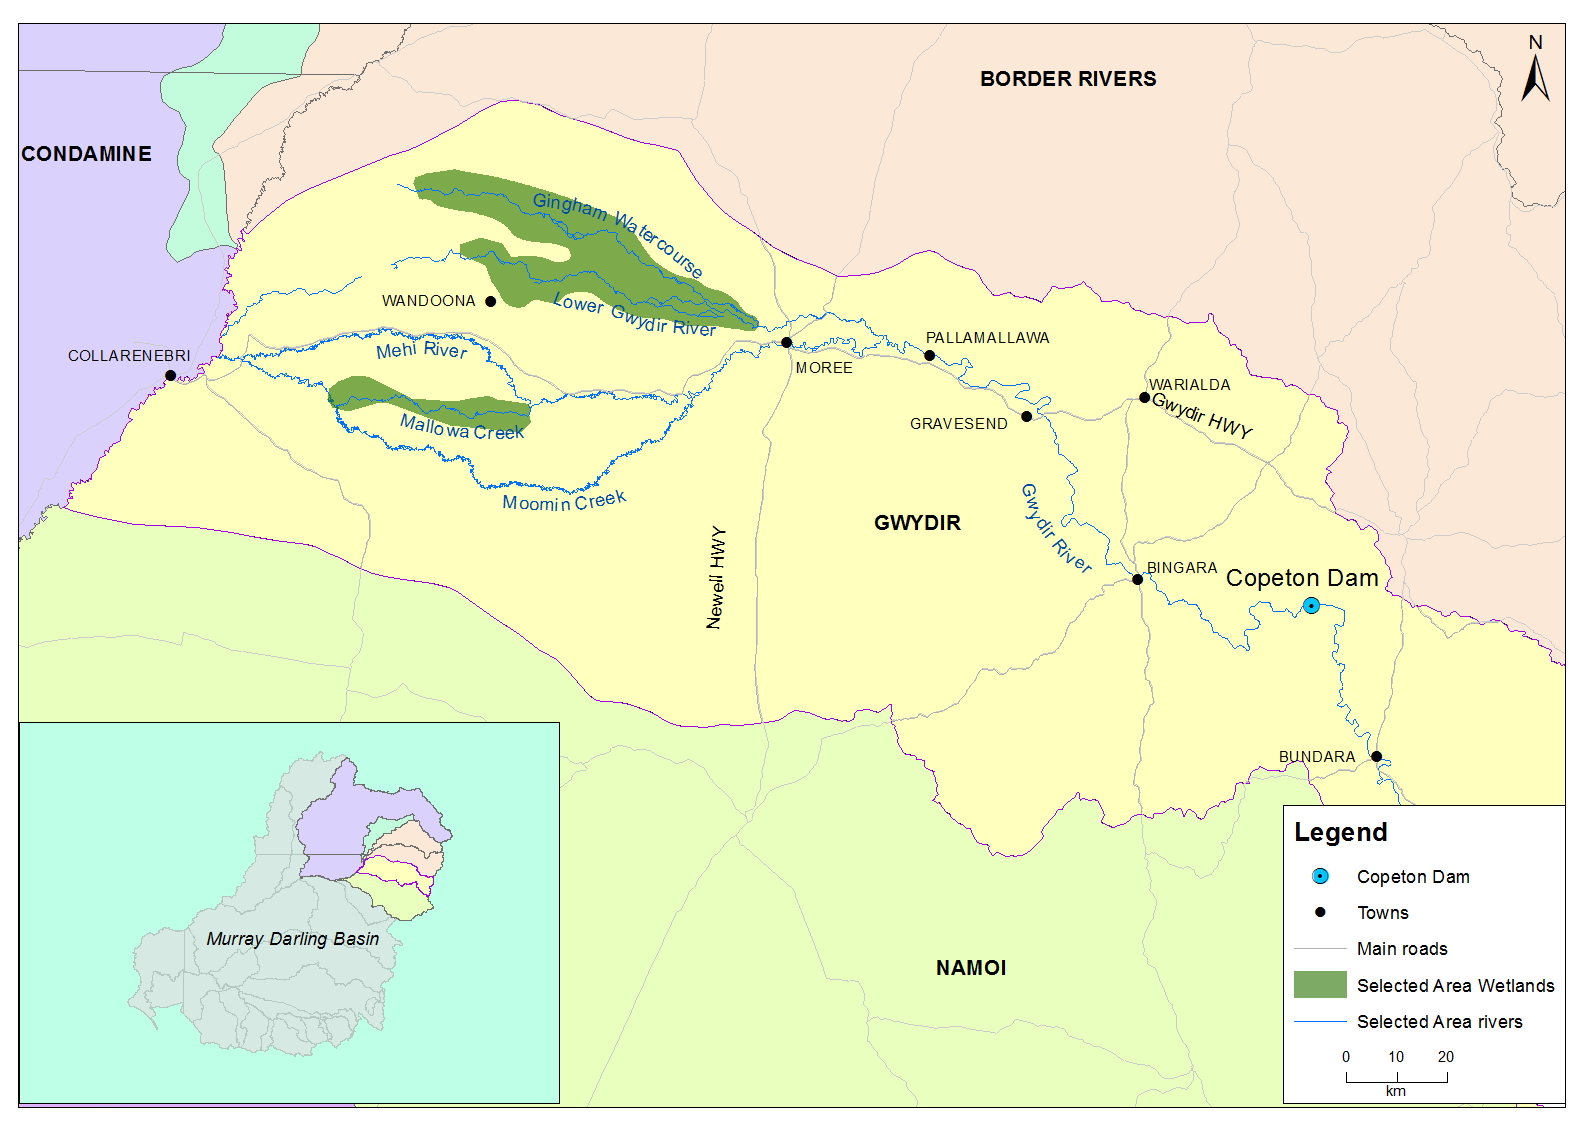 N
BORDER RIVERS
CONDAMINE
Gingham Watercourse
WANDOONA
Lower Gwydir River
PALLAMALLAWA
Mehi River
COLLARENEBRI
MOREE
WARIALDA
Gwydir HWY
Mallowa Creek
GRAVESEND
Moomin Creek
Gwydir River
GWYDIR
Newell HWY
BINGARA
Copeton Dam
BUNDARA
Murray Darling Basin
NAMOI
Legend
Copeton Dam
Towns
Main roads
Selected Area Wetlands
Selected Area rivers
0 10 20
km